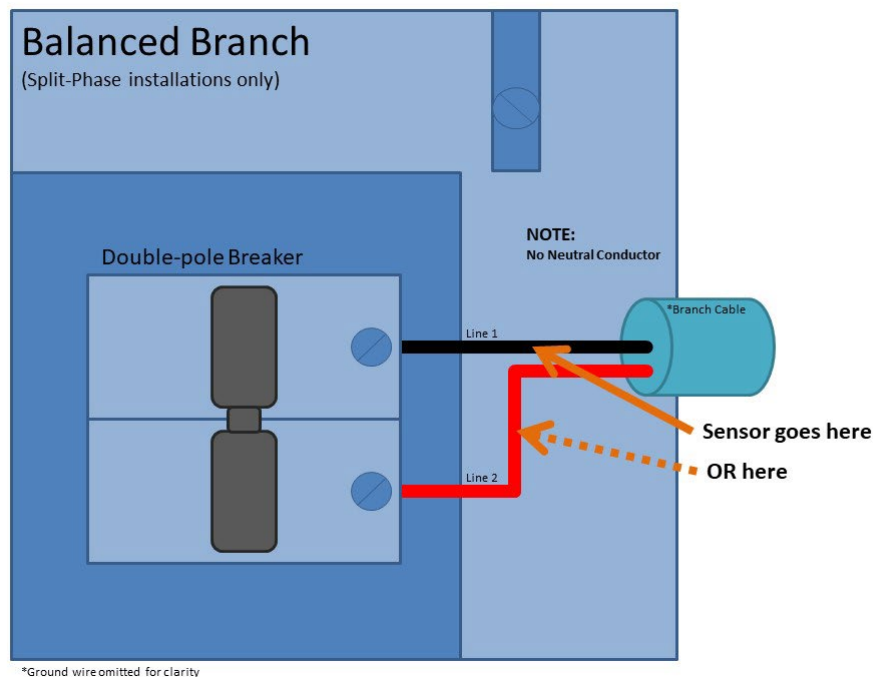 Balanced Branch
(Split-Phase installations only)
NOTE:
No Neutral Conductor
Double-pole Breaker
*Branch Cable
Line 1
Sensor goes here
OR here
Line 2
*Ground wire omitted for clarity